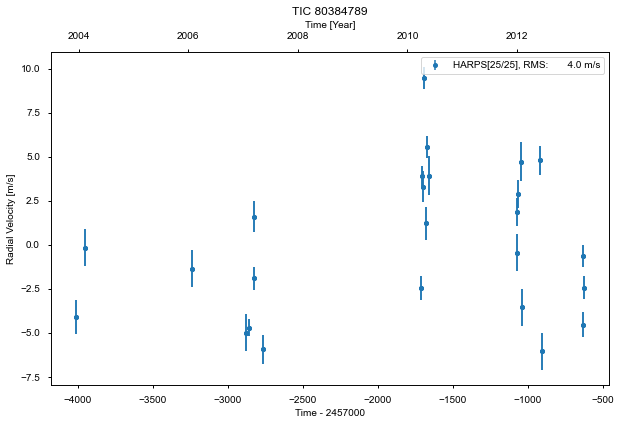 TIC 80384789
Time [Year]
2004 2006 2008 2010 2012
HARPS[25/25], RMS: 4.0 m/s
Radial Velocity [m/s]
10.0
7.5
5.0
2.5
0.0
−2.5
−5.0
−7.5
−4000 −3500 −3000 −2500 −2000 −1500 −1000 −500
Time - 2457000